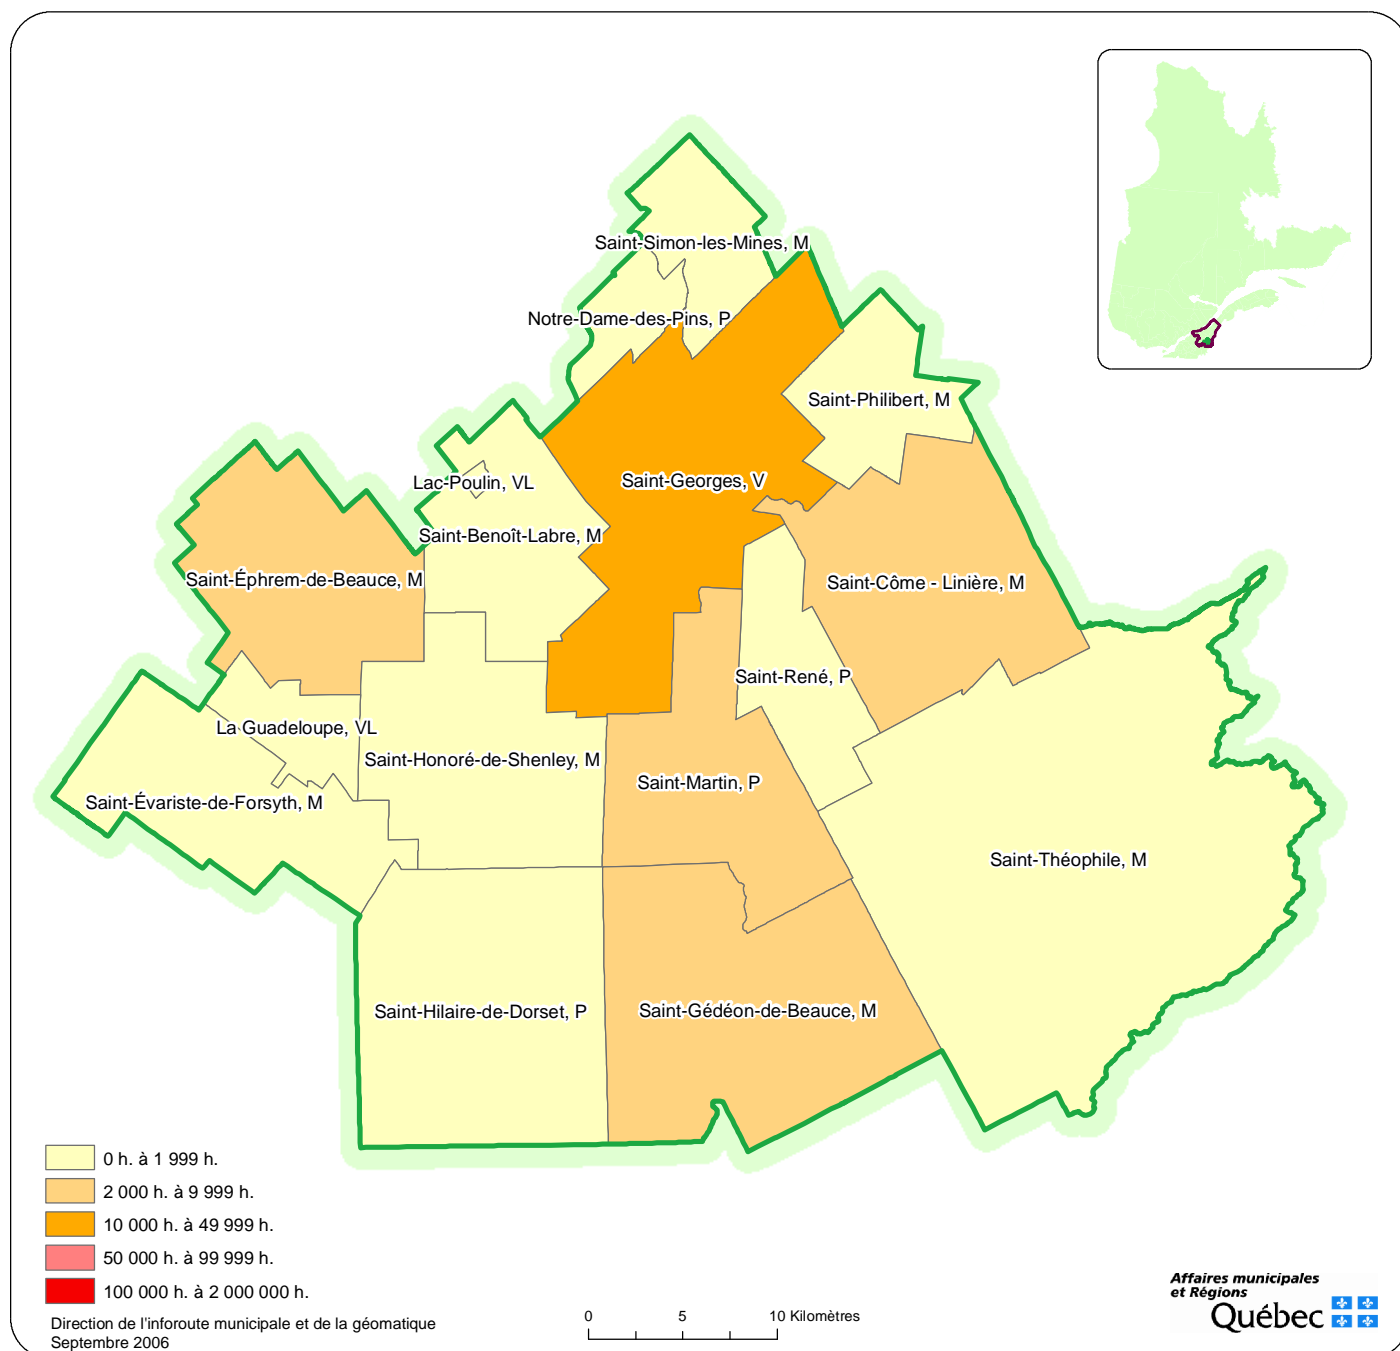 Saint-Simon-les-Mines, M
Notre-Dame-des-Pins, P
Saint-Philibert, M
Lac-Poulin, VL
Saint-Georges, V
Saint-Benoît-Labre, M
Saint-Éphrem-de-Beauce, M
Saint-Côme - Linière, M
Saint-René, P
La Guadeloupe, VL
Saint-Honoré-de-Shenley, M
Saint-Martin, P
Saint-Évariste-de-Forsyth, M
Saint-Théophile, M
Saint-Hilaire-de-Dorset, P
Saint-Gédéon-de-Beauce, M
0 h. à 1 999 h.
2 000 h. à 9 999 h.
10 000 h. à 49 999 h.
50 000 h. à 99 999 h.
100 000 h. à 2 000 000 h.
Direction de l'inforoute municipale et de la géomatique
Septembre 2006
0 5 10 Kilomètres
Affaires municipales
et Régions
Québec